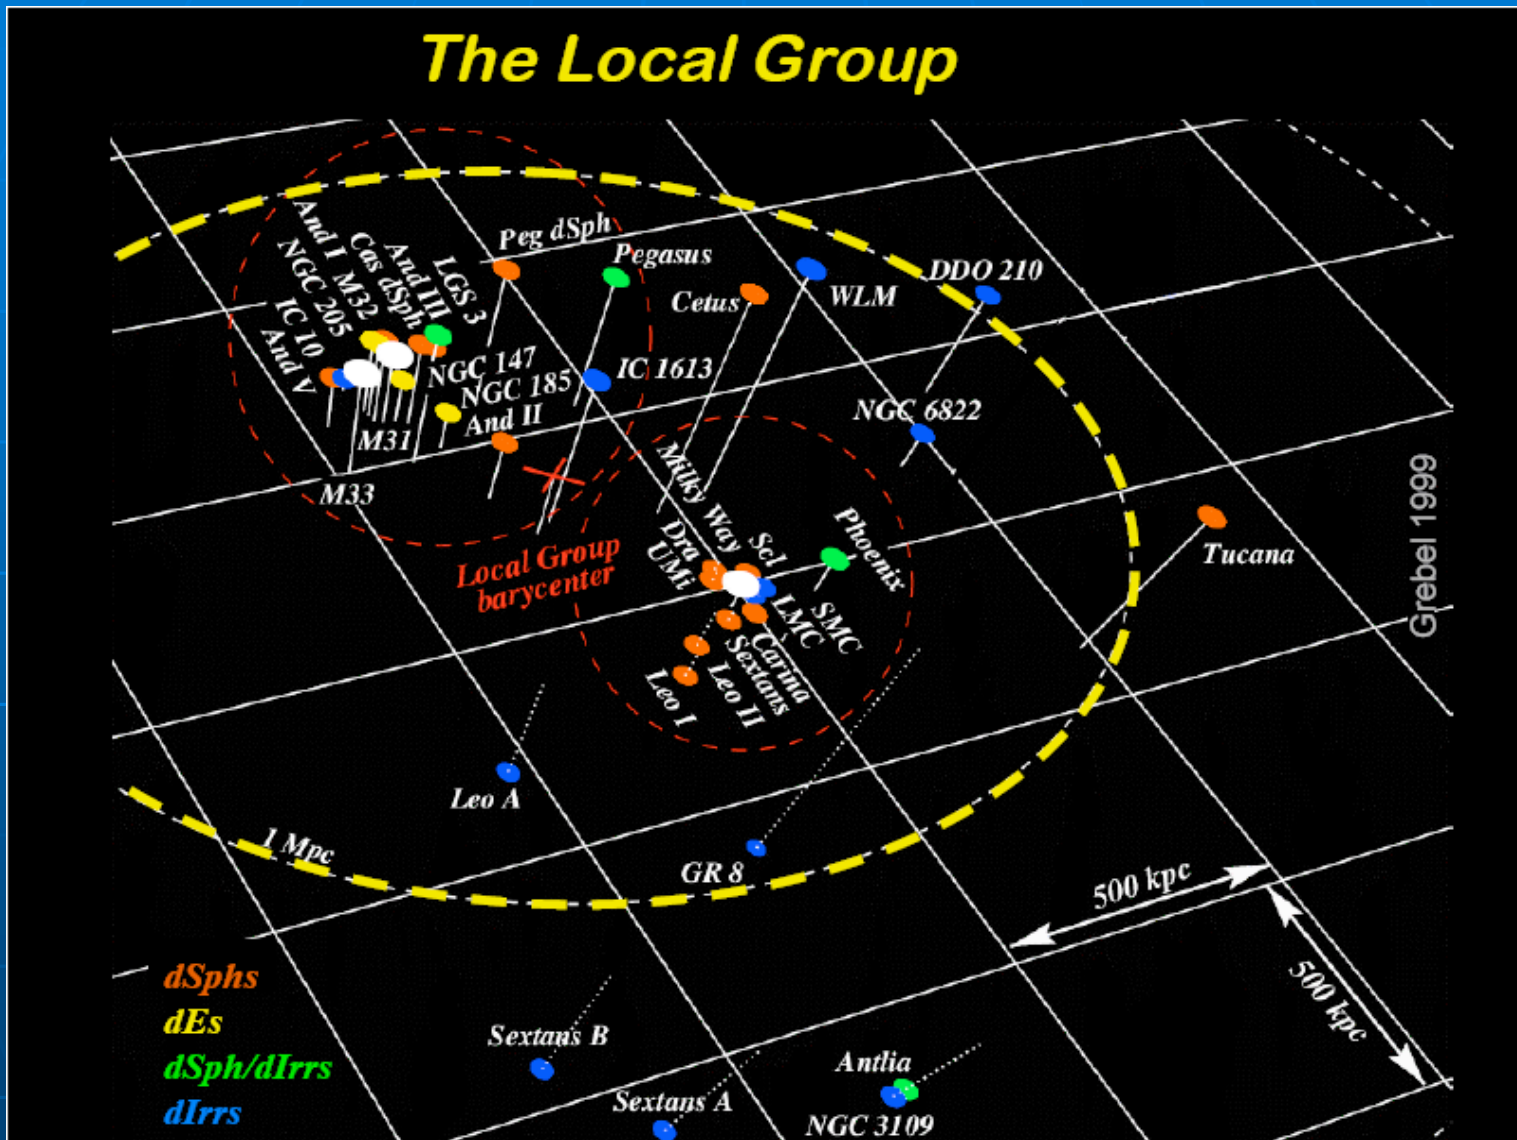 The Local Group
And I
M32
Cas dSph
And III
LGS 3
NGC 205
IC 10
And V
Peg dSph
Pegasus
Cetus
WLM
DDO 210
NGC 147
NGC 185
And II
IC 1613
NGC 6822
M31
M33
Milky Way
Scl
Phoenix
Dra
UMi
Local Group
barycenter
LMC
SMC
Carina
Sextans
Leo II
Leo I
Tucana
Grebel 1999
Leo A
1 Mpc
GR 8
500 kpc
500 kpc
dSphs
dEs
dSph/dIrrs
dIrrs
Sextans B
Sextans A
Antlia
NGC 3109